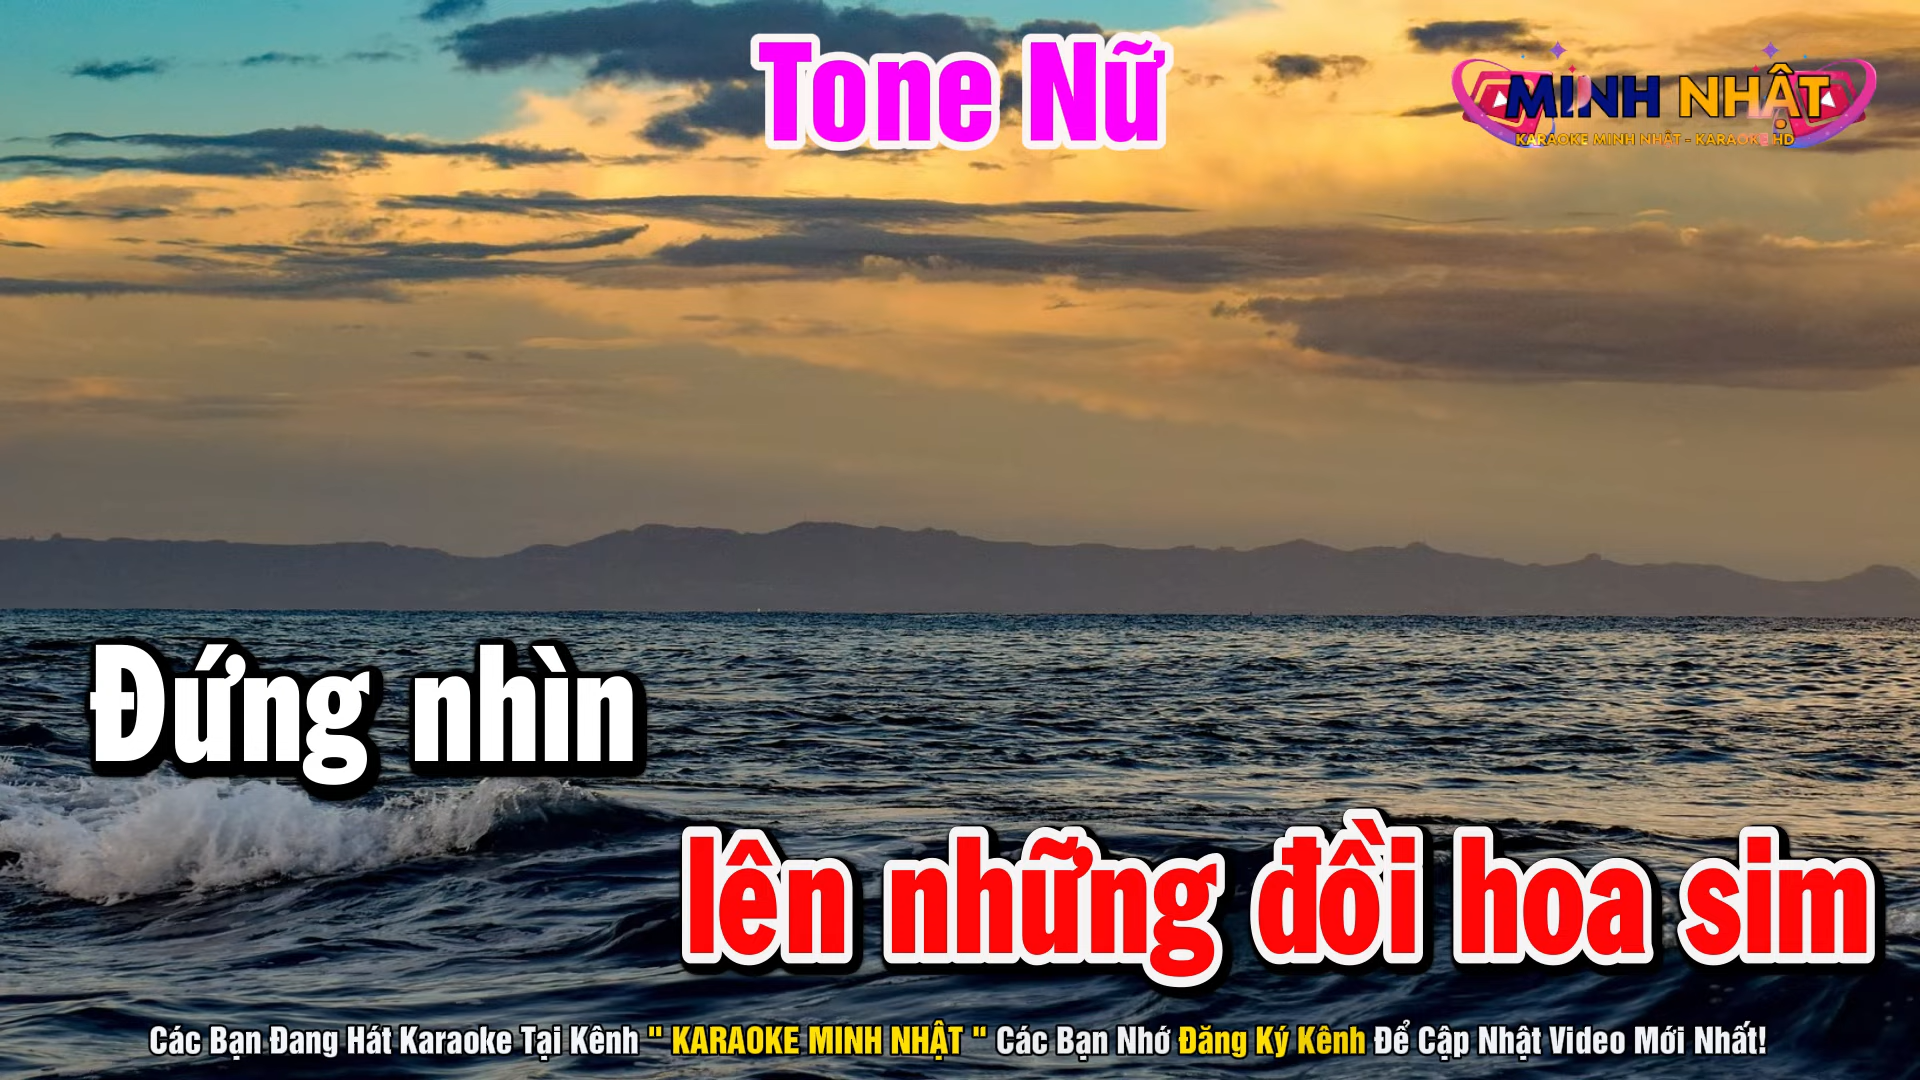 Tone Nữ
MINH NHẬT
KARAOKE MINH NHẬT - KARAOKE HD
Đứng nhìn
lên những đồi hoa sim
Các Bạn Đang Hát Karaoke Tại Kênh " KARAOKE MINH NHẬT " Các Bạn Nhớ Đăng Ký Kênh Để Cập Nhật Video Mới Nhất!